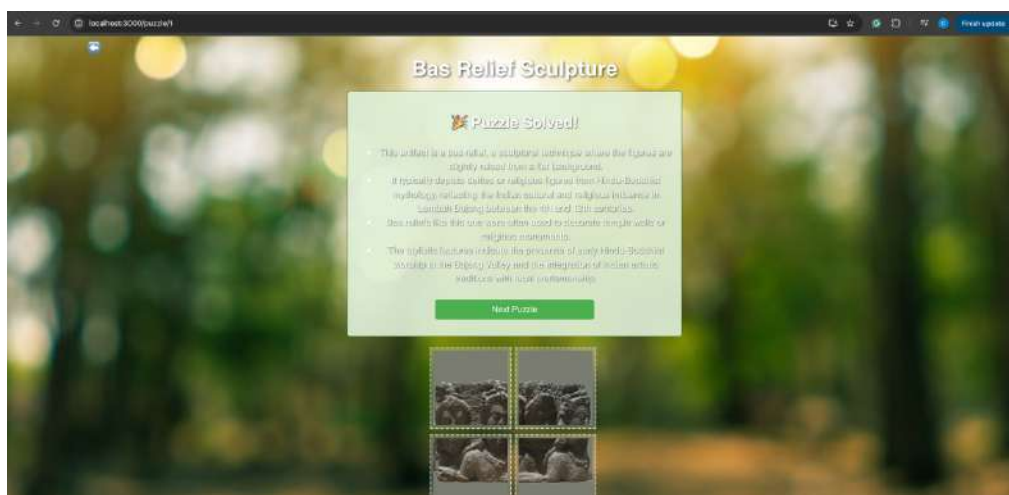 localhost:3000/puzzle/1
Finish update
Bas Relief Sculpture
Puzzle Solved!
This artifact is a bas relief, a sculptural technique where the figures are
slightly raised from a flat background.
It typically depicts deities or religious figures from Hindu-Buddhist
mythology, reflecting the Indian cultural and religious influence in
Lembah Bujang between the 4th and 13th centuries.
Bas reliefs like this one were often used to decorate temple walls or
religious monuments.
The stylistic features indicate the presence of early Hindu-Buddhist
worship in the Bujang Valley and the integration of Indian artistic
traditions with local craftsmanship.
Next Puzzle